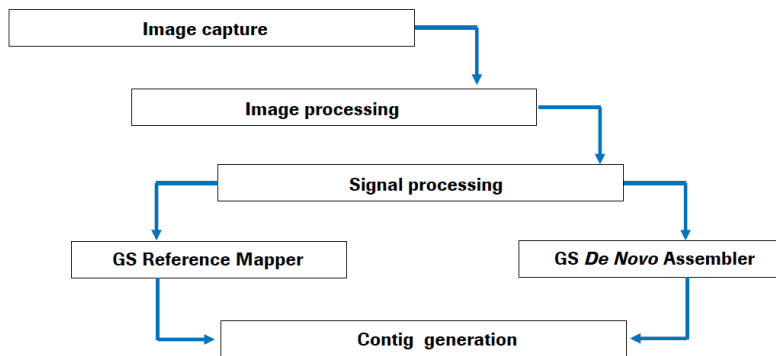 Image capture
Image processing
Signal processing
GS Reference Mapper
GS De Novo Assembler
Contig generation